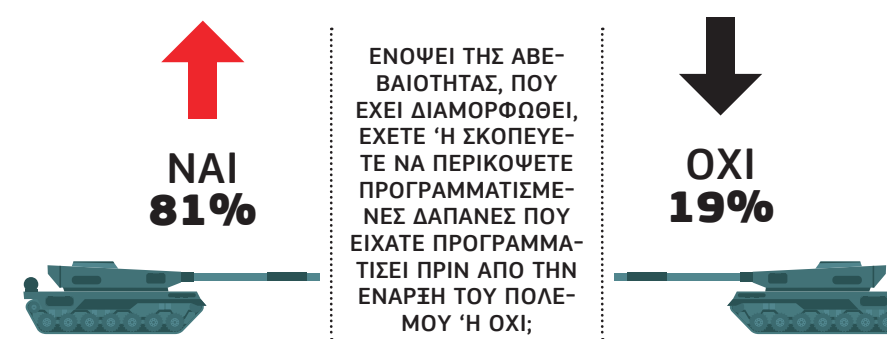 ΝΑΙ
81%
ΕΝΟΨΕΙ ΤΗΣ ΑΒΕ-
ΒΑΙΟΤΗΤΑΣ, ΠΟΥ
ΕΧΕΙ ΔΙΑΜΟΡΦΩΘΕΙ,
ΕΧΕΤΕ ‘Η ΣΚΟΠΕΥΕ-
ΤΕ ΝΑ ΠΕΡΙΚΟΨΕΤΕ
ΠΡΟΓΡΑΜΜΑΤΙΣΜΕ-
ΝΕΣ ΔΑΠΑΝΕΣ ΠΟΥ
ΕΙΧΑΤΕ ΠΡΟΓΡΑΜΜΑ-
ΤΙΣΕΙ ΠΡΙΝ ΑΠΟ ΤΗΝ
ΕΝΑΡΞΗ ΤΟΥ ΠΟΛΕ-
ΜΟΥ ‘Η ΟΧΙ;
ΟΧΙ
19%